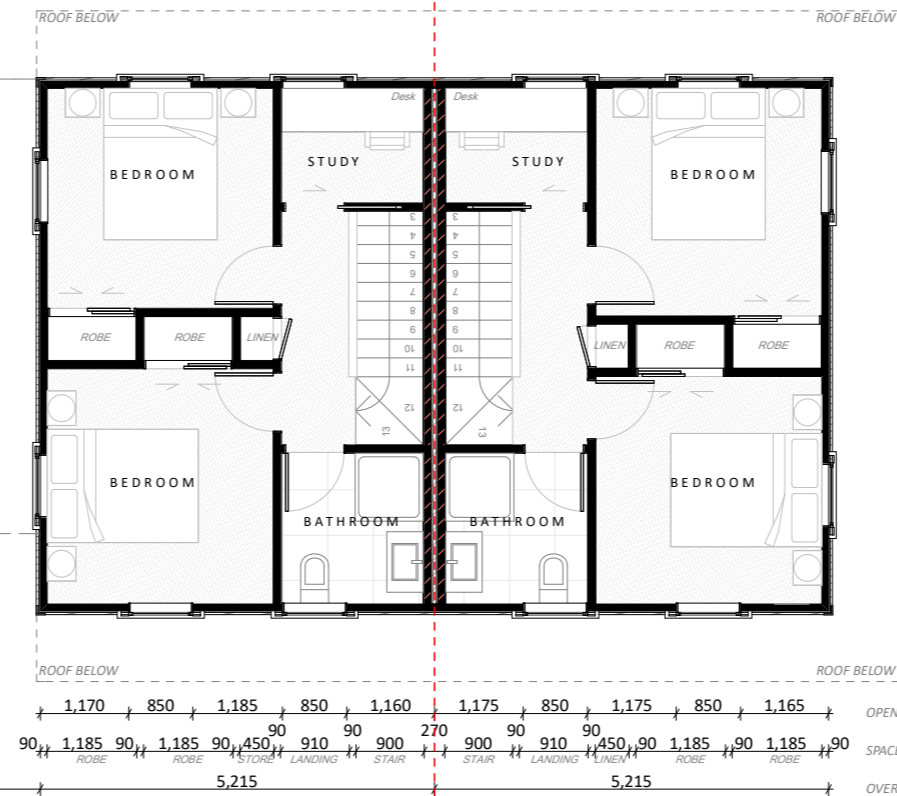 ROOF BELOW ROOF BELOW
Desk Desk
STUDY STUDY
BEDROOM BEDROOM
3 3
4 4
5 5
6 6
7 7
8 8
9 9
ROBE ROBE LINEN LINEN ROBE ROBE
10 10
11 11
12 12
13 13
BEDROOM BEDROOM
BATHROOM BATHROOM
ROOF BELOW ROOF BELOW
1,170 850 1,185 850 1,160 1,175 850 1,175 850 1,165 OPEN
90 90 270 90 90
90 1,185 90 1,185 90 450 910 900 900 910 450 90 1,185 90 1,185 90 SPACE
ROBE ROBE STORE LANDING STAIR STAIR LANDING LINEN ROBE ROBE
5,215 5,215 OVER